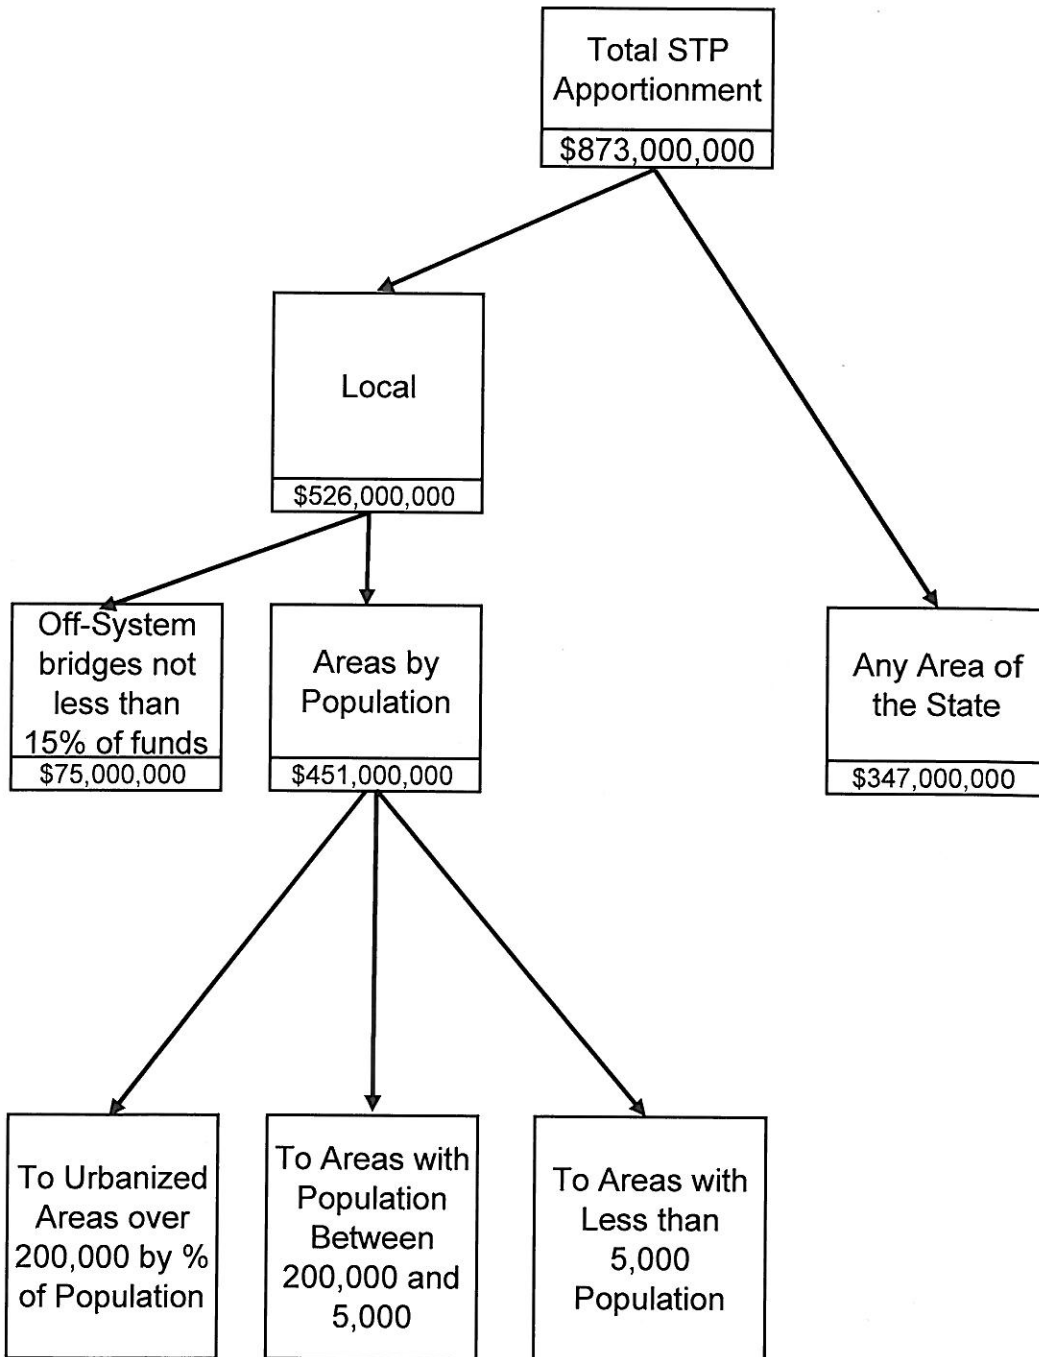 Total STP
Apportionment
$873,000,000
Local
$526,000,000
Off-System
bridges not
less than
15% of funds
$75,000,000
Areas by
Population
$451,000,000
Any Area of
the State
$347,000,000
To Urbanized
Areas over
200,000 by %
of Population
To Areas with
Population
Between
200,000 and
5,000
To Areas with
Less than
5,000
Population